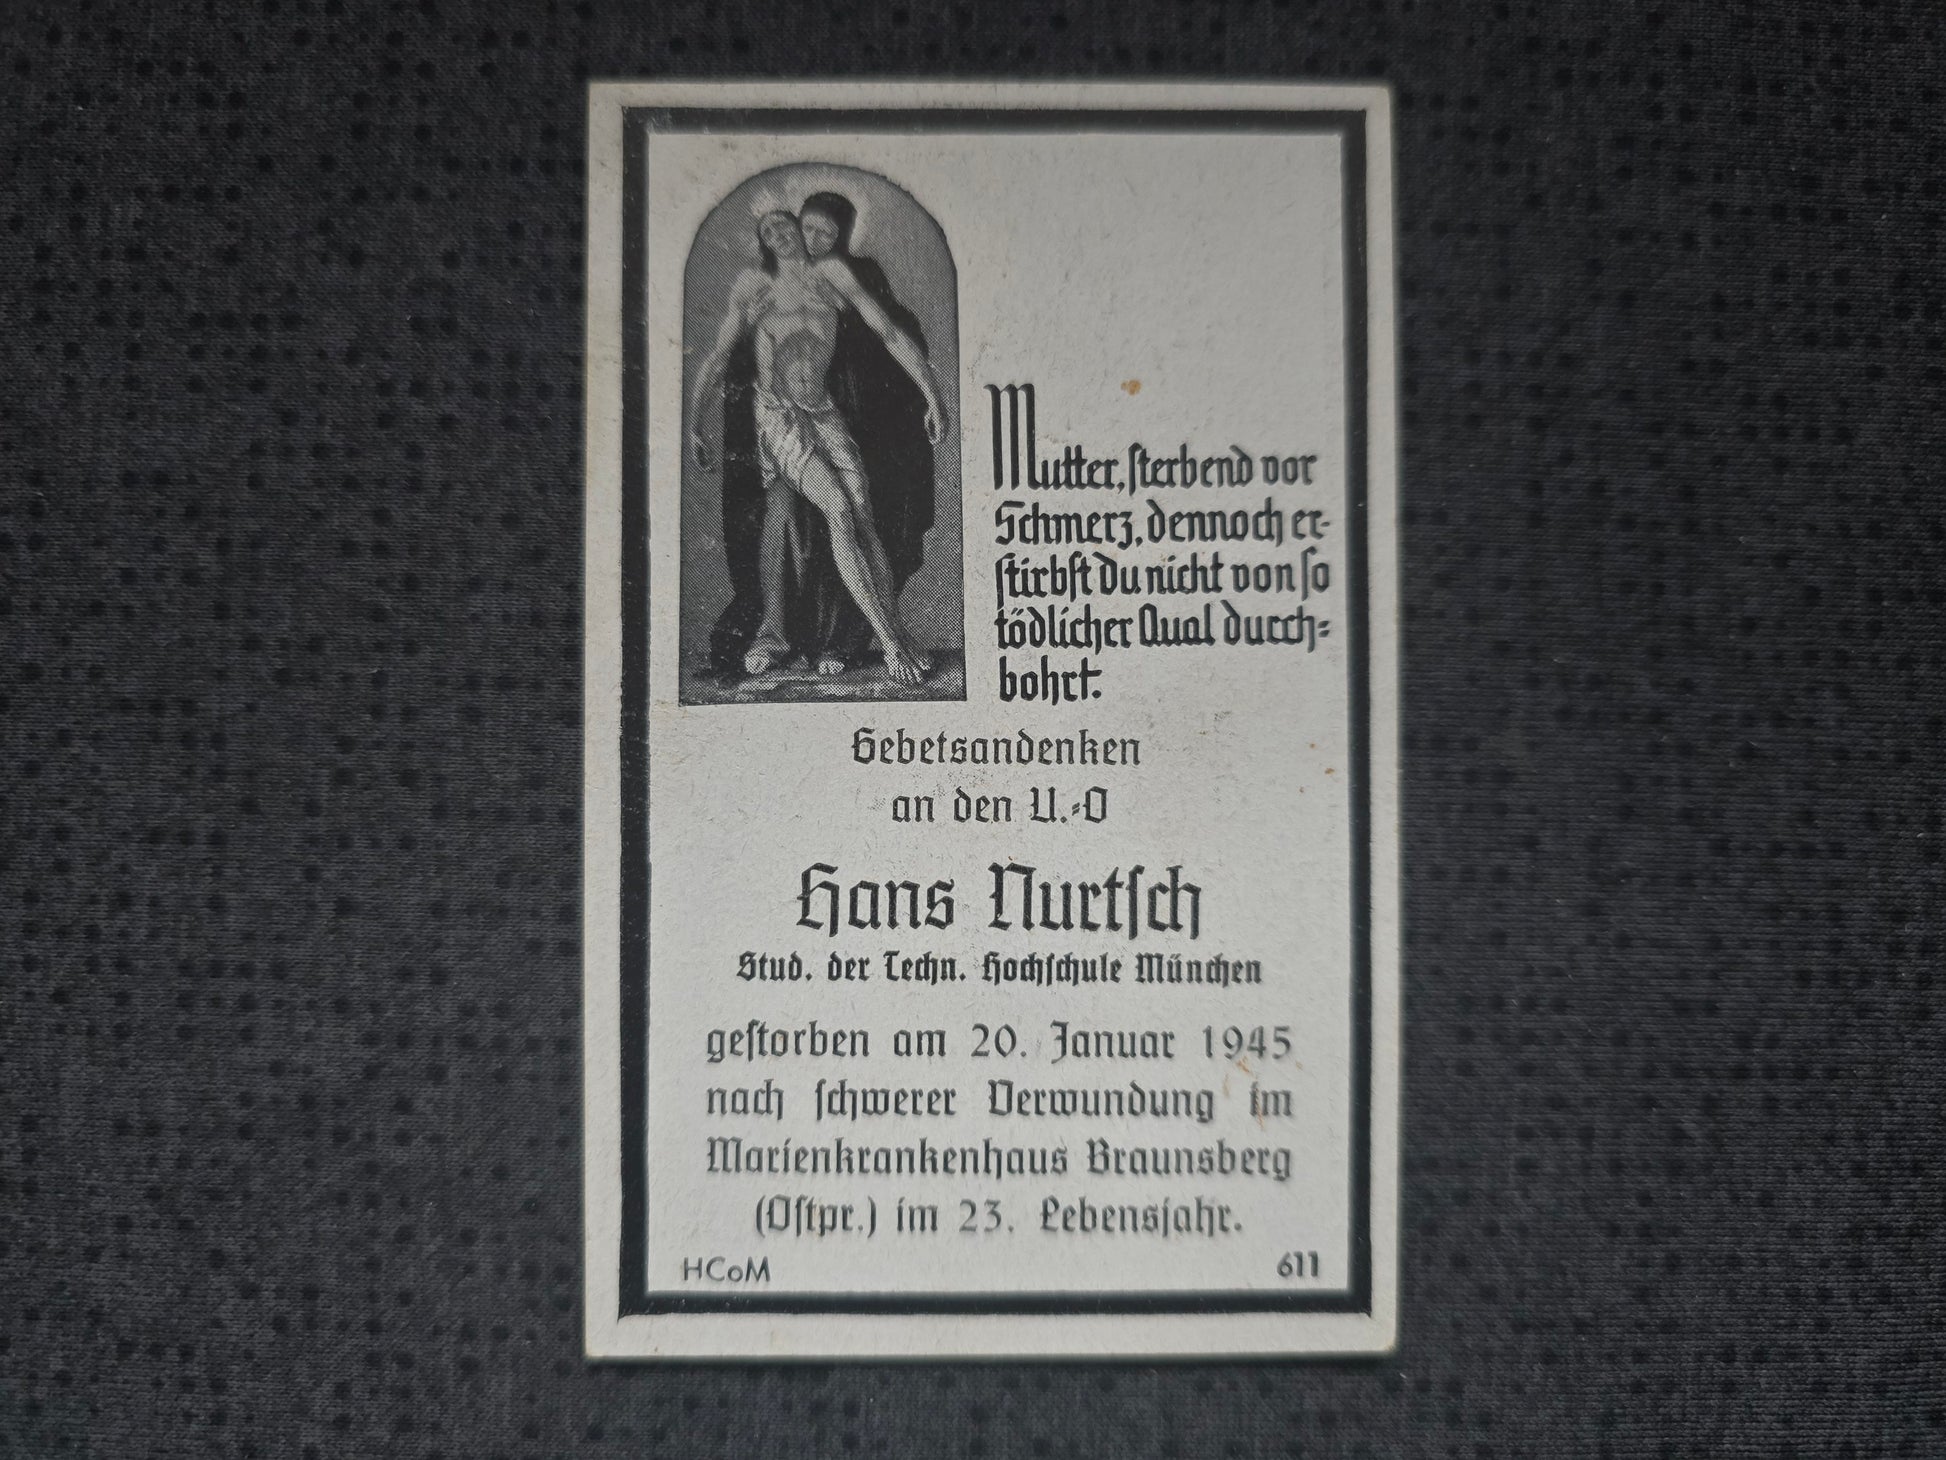 Mutter, sterbend vor
Schmerz, dennoch er-
stirbst Du nicht von so
tödlicher Qual durch-
bohrt.
Gebetsandenken
an den U.-O
Hans Nurtsch
Stud. der Techn. Hochschule München
gestorben am 20. Januar 1945
nach schwerer Verwundung im
Marienkrankenhaus Braunsberg
(Ostpr.) im 23. Lebensjahr.
HCoM 611